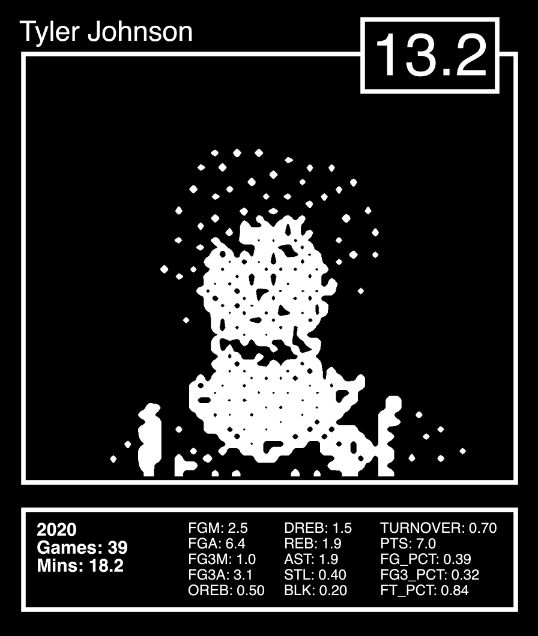 Tyler Johnson
13.2
2020
Games: 39
Mins: 18.2
FGM: 2.5
FGA: 6.4
FG3M: 1.0
FG3A: 3.1
OREB: 0.50
DREB: 1.5
REB: 1.9
AST: 1.9
STL: 0.40
BLK: 0.20
TURNOVER: 0.70
PTS: 7.0
FG_PCT: 0.39
FG3_PCT: 0.32
FT_PCT: 0.84